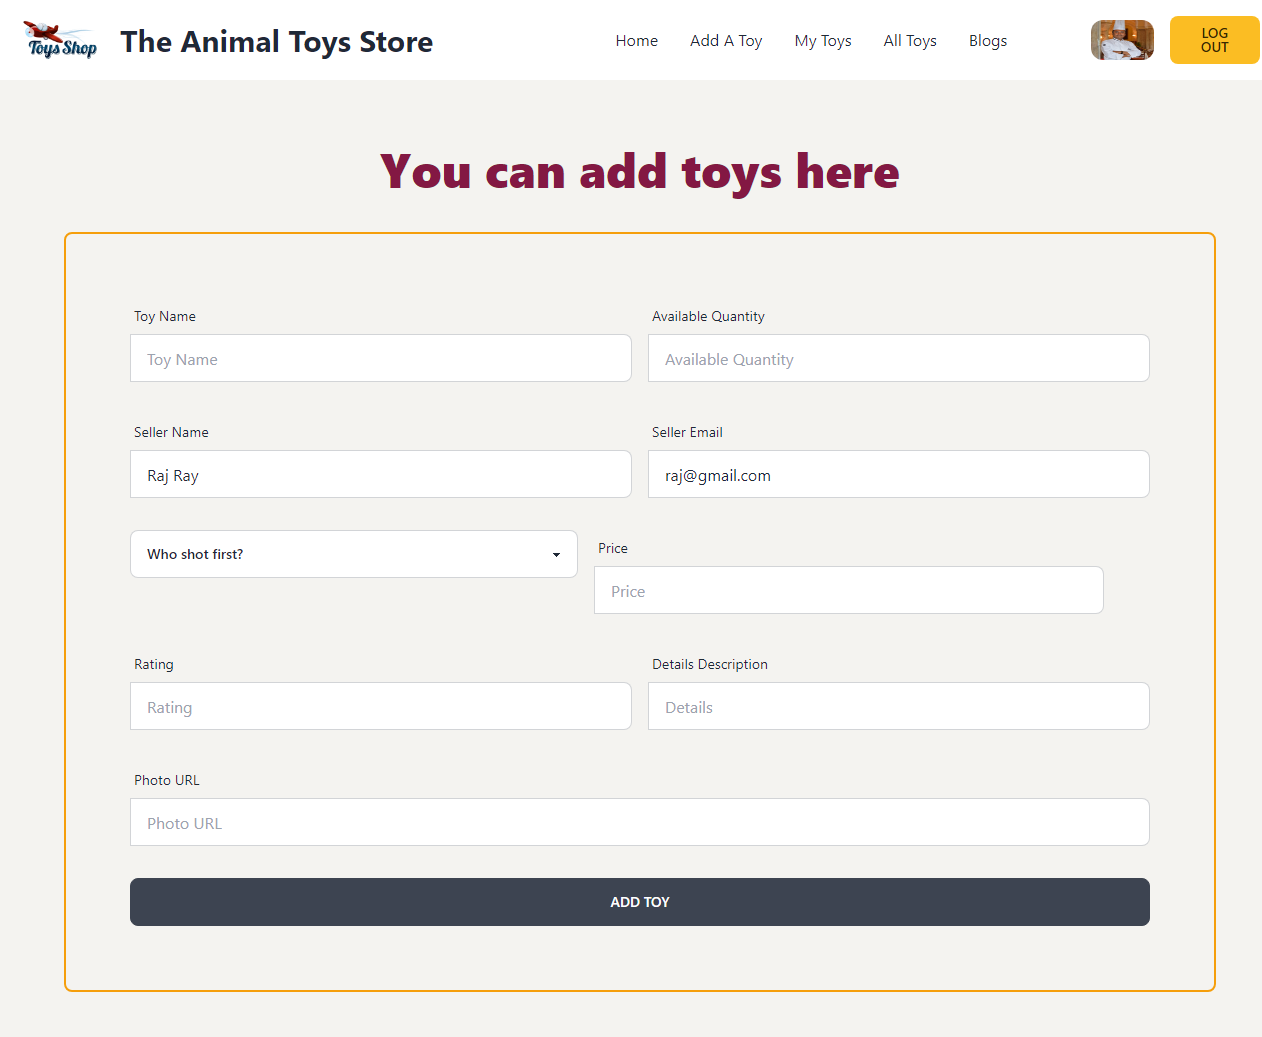 Toys Shop
The Animal Toys Store
Home
Add A Toy
My Toys
All Toys
Blogs
LOG
OUT
You can add toys here
Toy Name
Available Quantity
Toy Name
Available Quantity
Seller Name
Seller Email
Raj Ray
raj@gmail.com
Who shot first?
Price
Price
Rating
Details Description
Rating
Details
Photo URL
Photo URL
ADD TOY